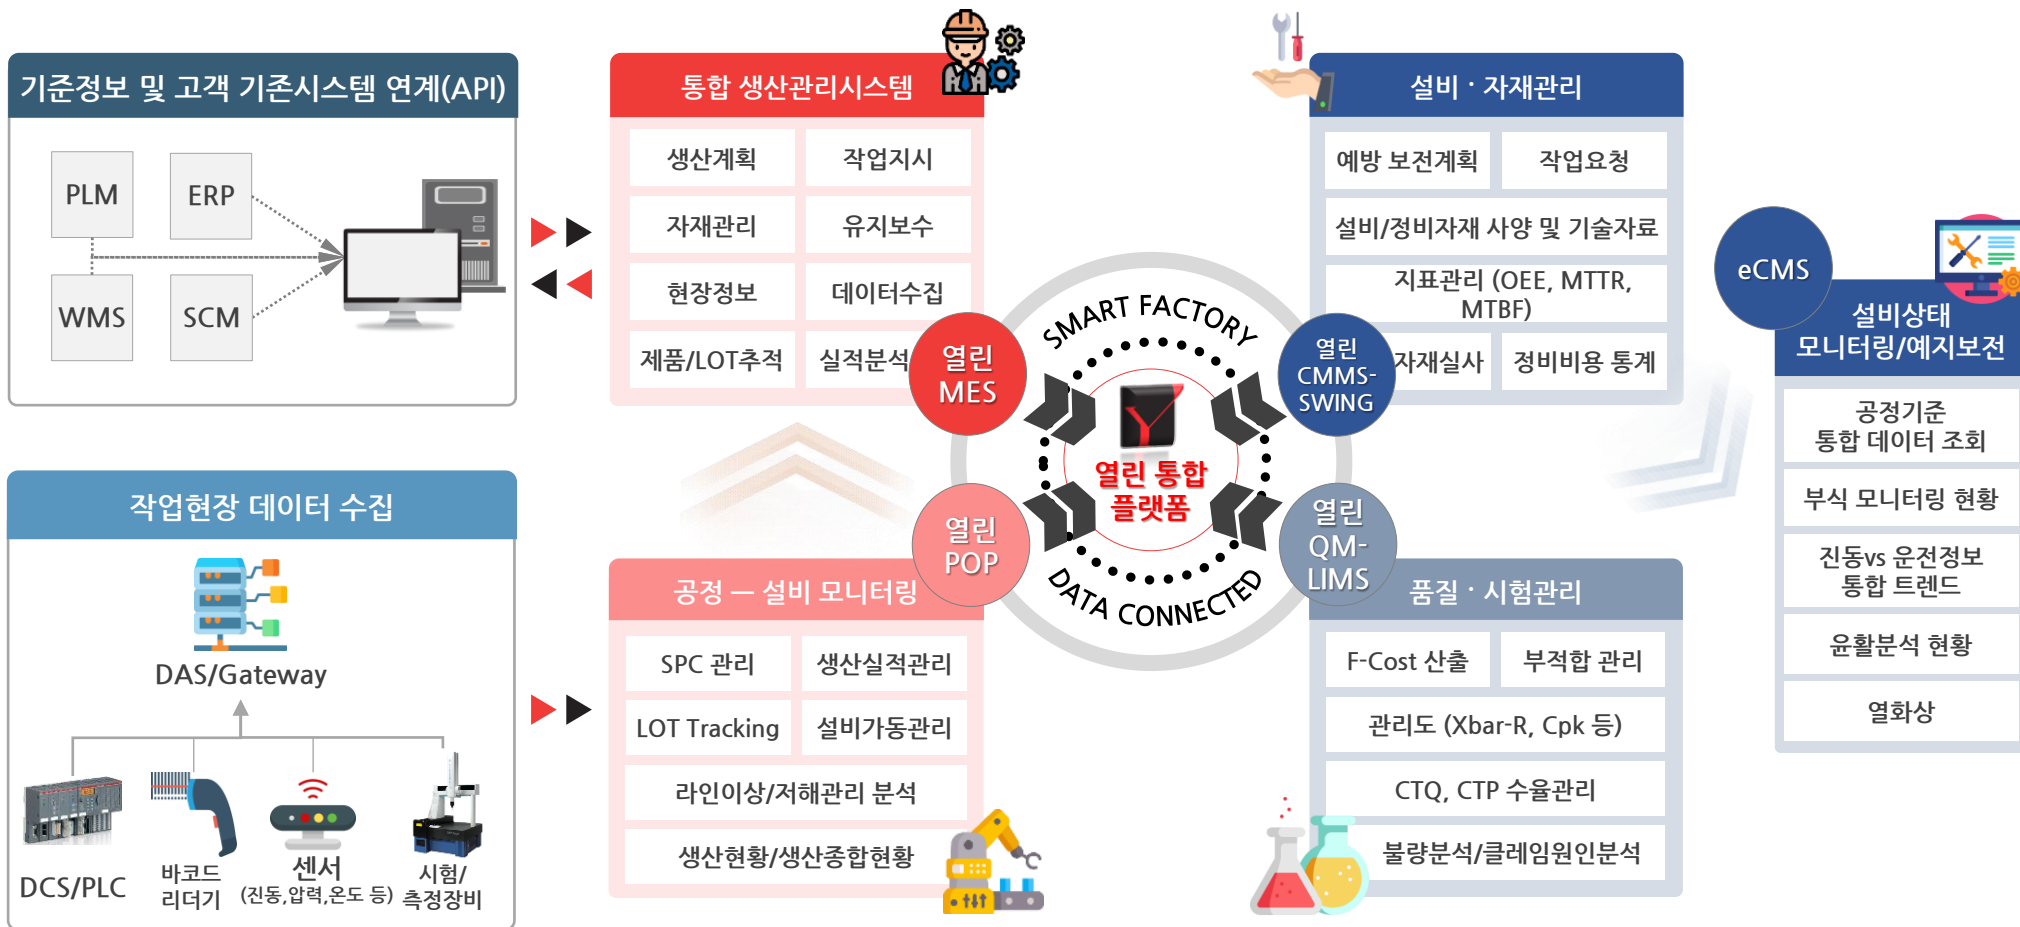 기준정보 및 고객 기존시스템 연계(API)
PLM
ERP
WMS
SCM
작업현장 데이터 수집
DAS/Gateway
DCS/PLC
바코드
리더기
센서
(진동,압력,온도 등)
시험/
측정장비
통합 생산관리시스템
생산계획
작업지시
자재관리
유지보수
현장정보
데이터수집
제품/LOT추적
실적분석
열린
MES
열린
POP
공정 — 설비 모니터링
SPC 관리
생산실적관리
LOT Tracking
설비가동관리
라인이상/저해관리 분석
생산현황/생산종합현황
SMART FACTORY
열린 통합
플랫폼
DATA CONNECTED
설비 · 자재관리
예방 보전계획
작업요청
설비/정비자재 사양 및 기술자료
지표관리 (OEE, MTTR,
MTBF)
자재실사
정비비용 통계
열린
CMMS-
SWING
열린
QM-
LIMS
품질 · 시험관리
F-Cost 산출
부적합 관리
관리도 (Xbar-R, Cpk 등)
CTQ, CTP 수율관리
불량분석/클레임원인분석
eCMS
설비상태
모니터링/예지보전
공정기준
통합 데이터 조회
부식 모니터링 현황
진동vs 운전정보
통합 트렌드
윤활분석 현황
열화상